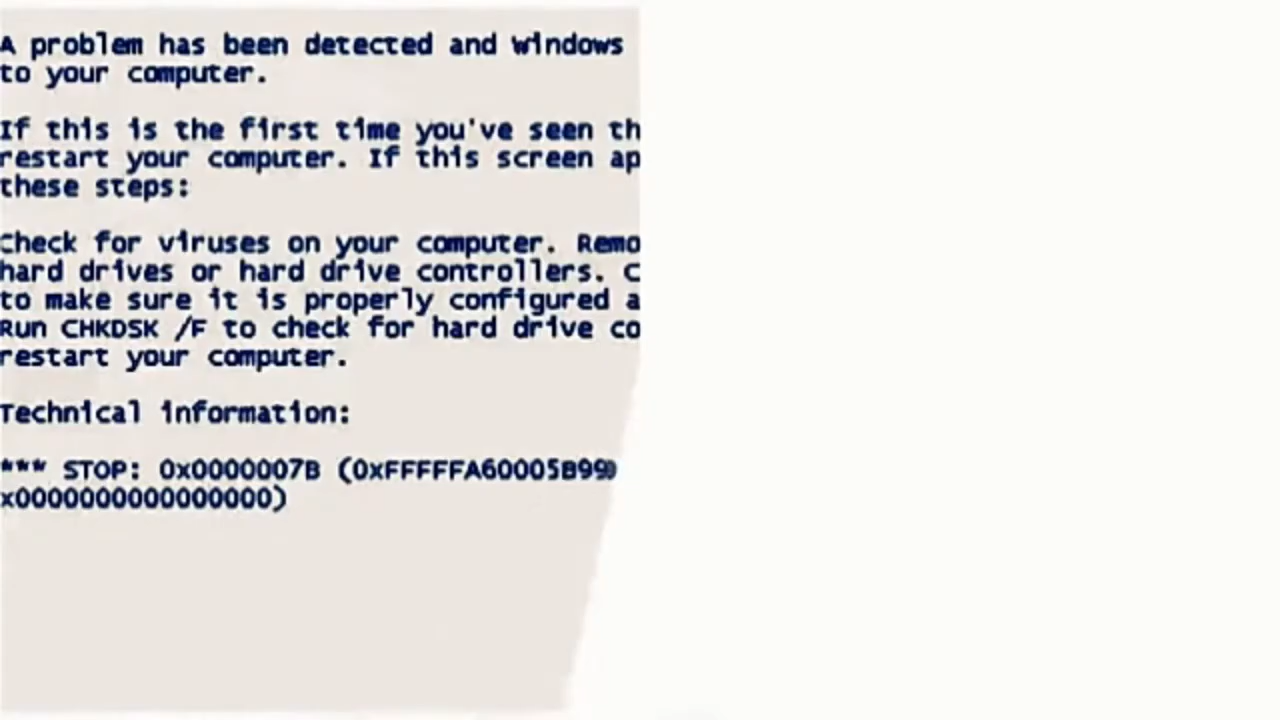 A problem has been detected and windows
to your computer.
If this is the first time you've seen th
restart your computer. If this screen ap
these steps:
Check for viruses on your computer. Remo
hard drives or hard drive controllers. C
to make sure it is properly configured a
Run CHKDSK /F to check for hard drive co
restart your computer.
Technical information:
*** STOP: 0x0000007B (0xFFFFFA60005B99
x0000000000000000)